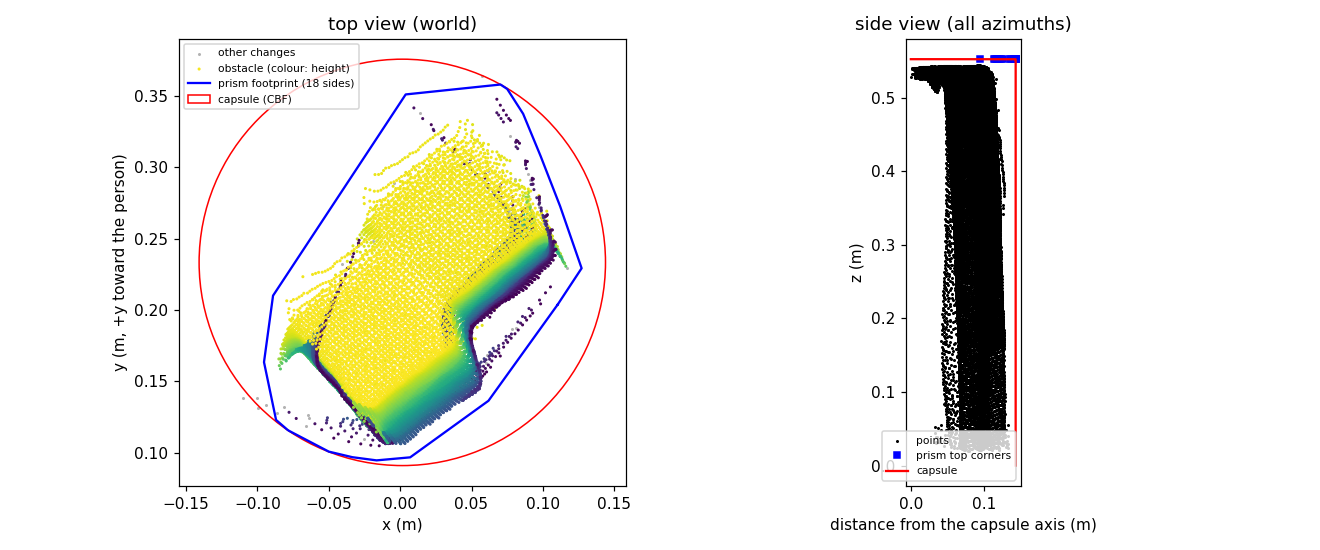 top view (world)
other changes
obstacle (colour: height)
prism footprint (18 sides)
capsule (CBF)
0.35
0.30
0.25
0.20
0.15
0.10
y (m, +y toward the person)
−0.15
−0.10
−0.05
0.00
0.05
0.10
0.15
x (m)
side view (all azimuths)
0.5
0.4
0.3
0.2
0.1
0.0
z (m)
points
prism top corners
capsule
0.0
0.1
distance from the capsule axis (m)